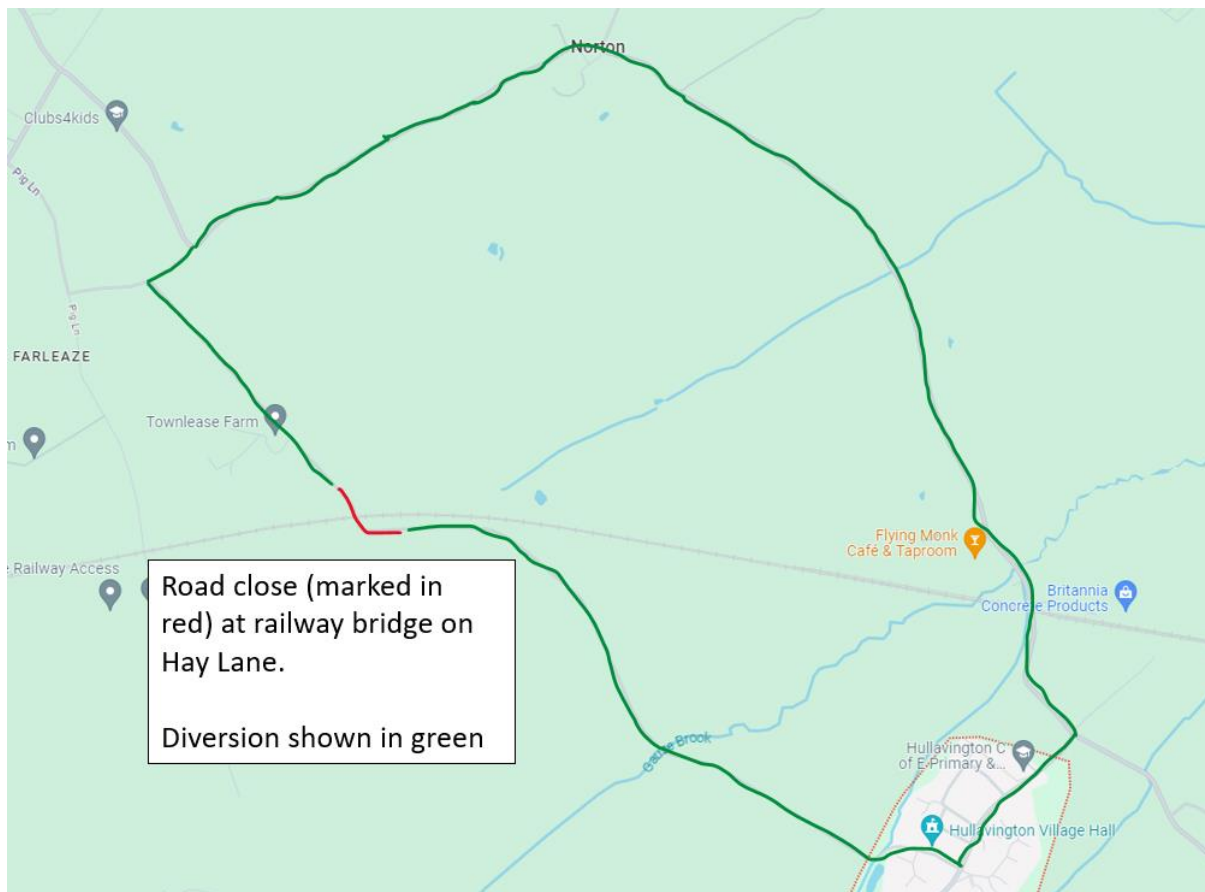 Norton
Clubs4kids
Pig Ln
Pig Ln
FARLEAZE
Townlease Farm
m
Flying Monk
Café & Taproom
e Railway Access
Britannia
Concrete Products
Road close (marked in
red) at railway bridge on
Hay Lane.
Diversion shown in green
Gauze Brook
Hullavington C
of E Primary &...
Hullavington Village Hall